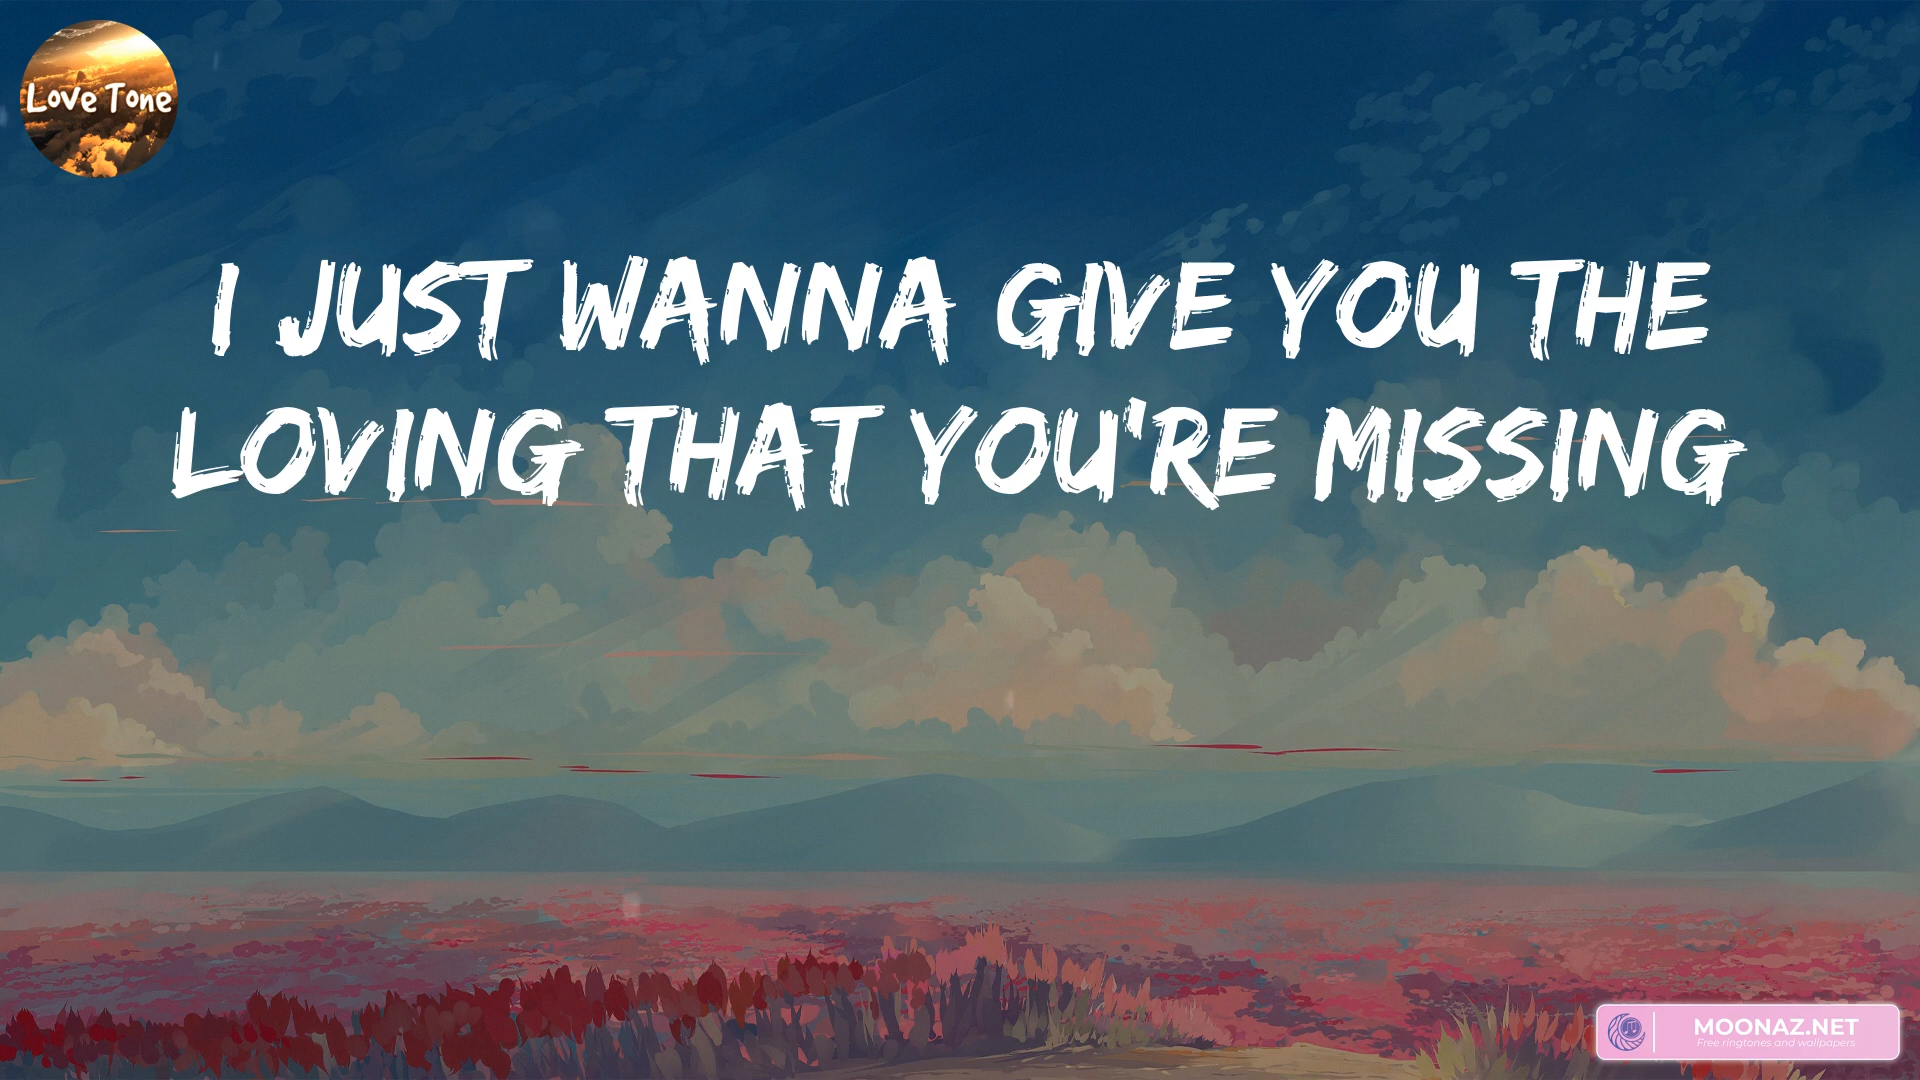 Love Tone
I JUST WANNA GIVE YOU THE
LOVING THAT YOU'RE MISSING
MOONAZ.NET
Free ringtones and wallpapers